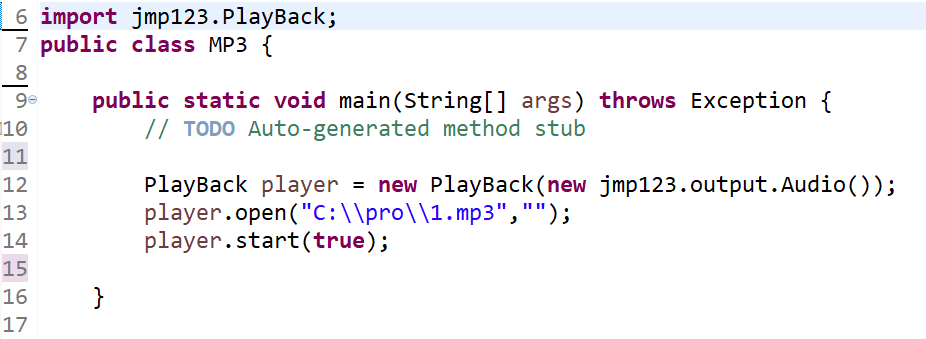 6 import jmp123.PlayBack;
7 public class MP3 {
8
9 public static void main(String[] args) throws Exception {
10 // TODO Auto-generated method stub
11
12 PlayBack player = new PlayBack(new jmp123.output.Audio());
13 player.open("C:\\pro\\1.mp3","");
14 player.start(true);
15
16 }
17